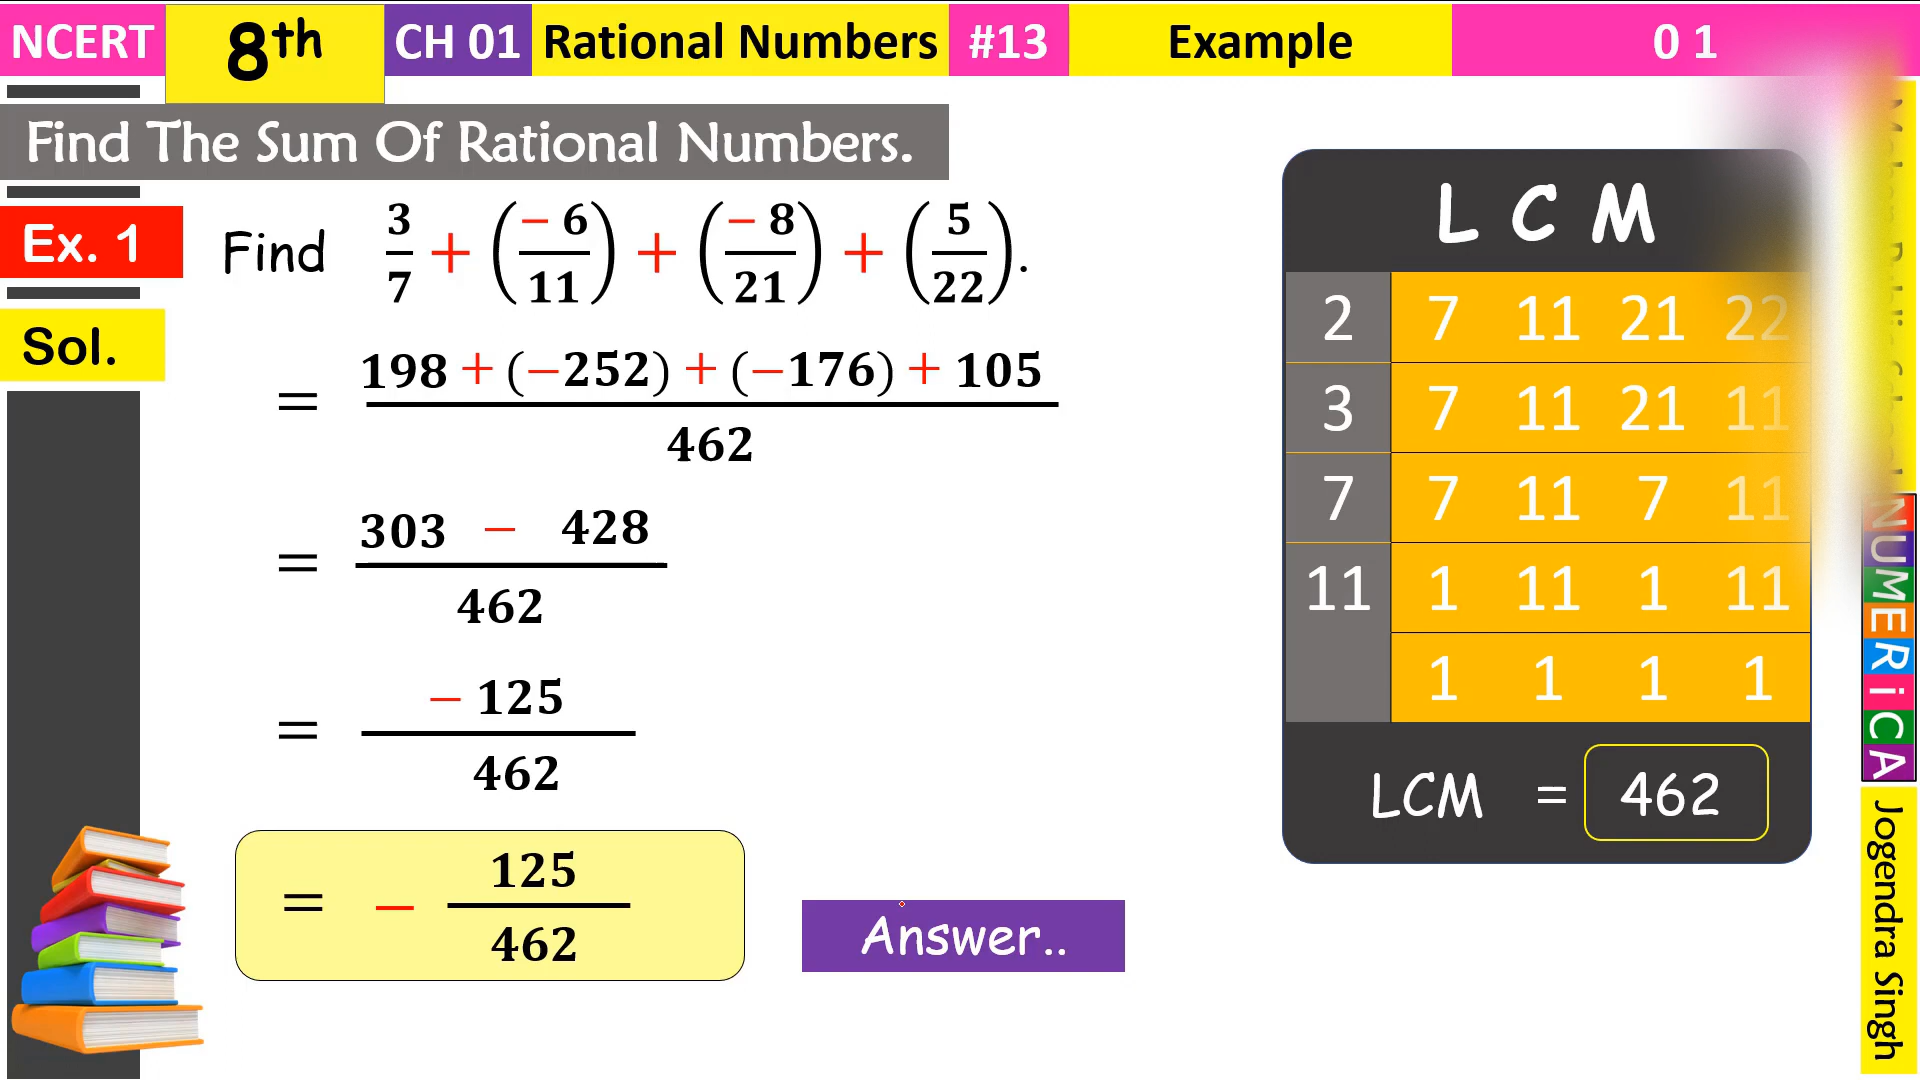 NCERT 8th CH 01 Rational Numbers #13 Example 0 1
Find The Sum Of Rational Numbers.
Ex. 1 Find 3/7 + (− 6/11) + (− 8/21) + (5/22).
Sol.
= 198 + (−252) + (−176) + 105 / 462
= 303 − 428 / 462
= − 125 / 462
= − 125 / 462
Answer..
L C M
2 7 11 21 22
3 7 11 21 11
7 7 11 7 11
11 1 11 1 11
1 1 1 1
LCM = 462
NUMERiCA
Jogendra Singh